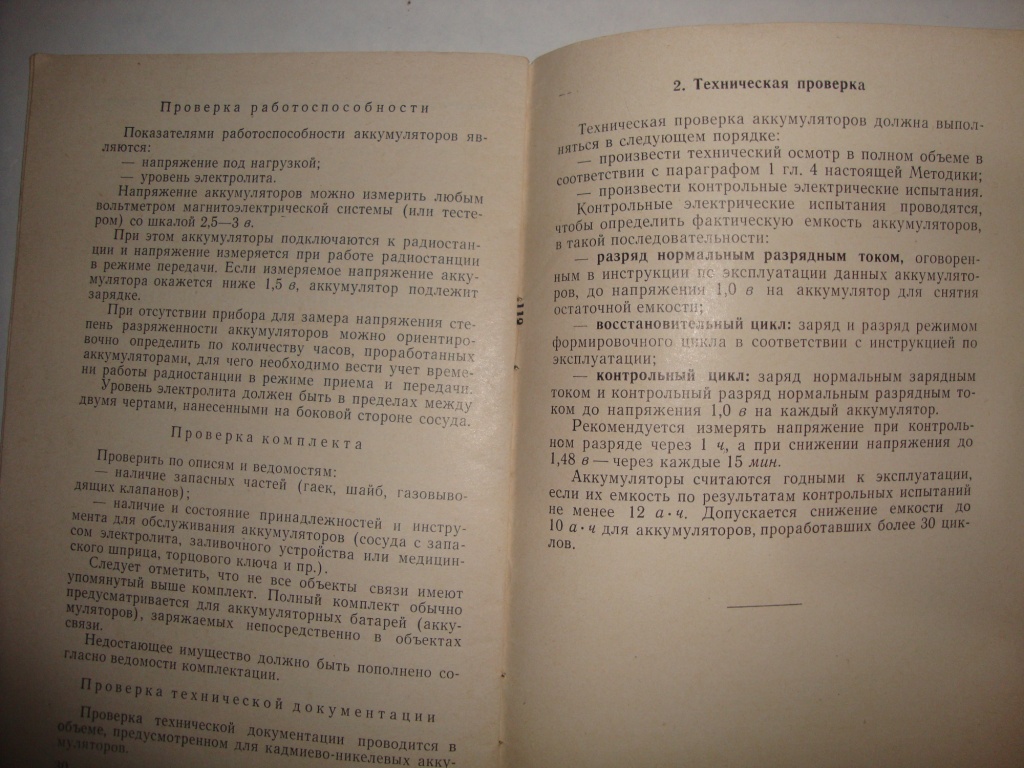 Проверка работоспособности
Показателями работоспособности аккумуляторов яв-
ляются:
— напряжение под нагрузкой;
— уровень электролита.
Напряжение аккумуляторов можно измерить любым
вольтметром магнитоэлектрической системы (или тесте-
ром) со шкалой 2,5—3 в.
При этом аккумуляторы подключаются к радиостан-
ции и напряжение измеряется при работе радиостанции
в режиме передачи. Если измеряемое напряжение акку-
мулятора окажется ниже 1,5 в, аккумулятор подлежит
зарядке.
При отсутствии прибора для замера напряжения сте-
пень разряженности аккумуляторов можно ориентиро-
вочно определить по количеству часов, проработанных
аккумуляторами, для чего необходимо вести учет време-
ни работы радиостанции в режиме приема и передачи.
Уровень электролита должен быть в пределах между
двумя чертами, нанесенными на боковой стороне сосуда.
Проверка комплекта
Проверить по описям и ведомостям:
— наличие запасных частей (гаек, шайб, газовыво-
дящих клапанов);
— наличие и состояние принадлежностей и инстру-
мента для обслуживания аккумуляторов (сосуда с запа-
сом электролита, заливочного устройства или медицин-
ского шприца, торцового ключа и пр.).
Следует отметить, что не все объекты связи имеют
упомянутый выше комплект. Полный комплект обычно
предусматривается для аккумуляторных батарей (акку-
муляторов), заряжаемых непосредственно в объектах
связи.
Недостающее имущество должно быть пополнено со-
гласно ведомости комплектации.
Проверка технической документации
Проверка технической документации проводится в
объеме, предусмотренном для кадмиево-никелевых акку-
муляторов.
2. Техническая проверка
Техническая проверка аккумуляторов должна выпол-
няться в следующем порядке:
— произвести технический осмотр в полном объеме в
соответствии с параграфом 1 гл. 4 настоящей Методики;
— произвести контрольные электрические испытания.
Контрольные электрические испытания проводятся,
чтобы определить фактическую емкость аккумуляторов,
в такой последовательности:
— разряд нормальным разрядным током, оговорен-
ным в инструкции по эксплуатации данных аккумулято-
ров, до напряжения 1,0 в на аккумулятор для снятия
остаточной емкости;
— восстановительный цикл: заряд и разряд режимом
формировочного цикла в соответствии с инструкцией по
эксплуатации;
— контрольный цикл: заряд нормальным зарядным
током и контрольный разряд нормальным разрядным то-
ком до напряжения 1,0 в на каждый аккумулятор.
Рекомендуется измерять напряжение при контроль-
ном разряде через 1 ч, а при снижении напряжения до
1,48 в — через каждые 15 мин.
Аккумуляторы считаются годными к эксплуатации,
если их емкость по результатам контрольных испытаний
не менее 12 а·ч. Допускается снижение емкости до
10 а·ч для аккумуляторов, проработавших более 30 цик-
лов.